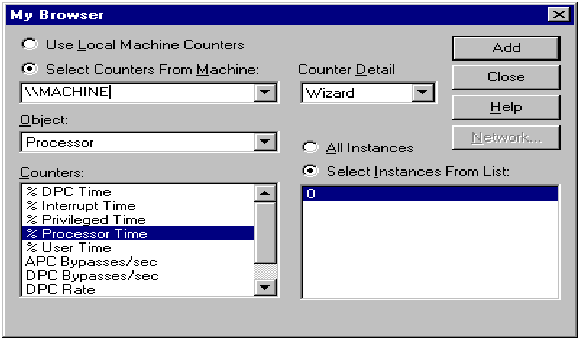 My Browser
Use Local Machine Counters
Select Counters From Machine:
\\MACHINE
Counter Detail
Wizard
Add
Close
Help
Network...
Object:
Processor
All Instances
Select Instances From List:
0
Counters:
% DPC Time
% Interrupt Time
% Privileged Time
% Processor Time
% User Time
APC Bypasses/sec
DPC Bypasses/sec
DPC Rate